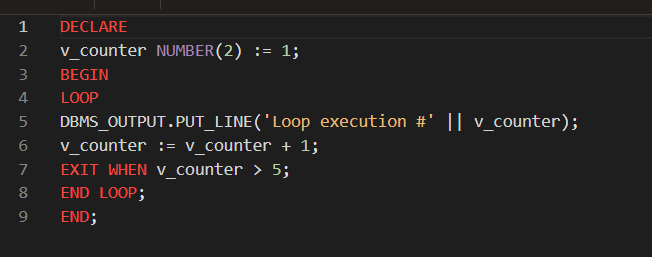 1 DECLARE
2 v_counter NUMBER(2) := 1;
3 BEGIN
4 LOOP
5 DBMS_OUTPUT.PUT_LINE('Loop execution #' || v_counter);
6 v_counter := v_counter + 1;
7 EXIT WHEN v_counter > 5;
8 END LOOP;
9 END;